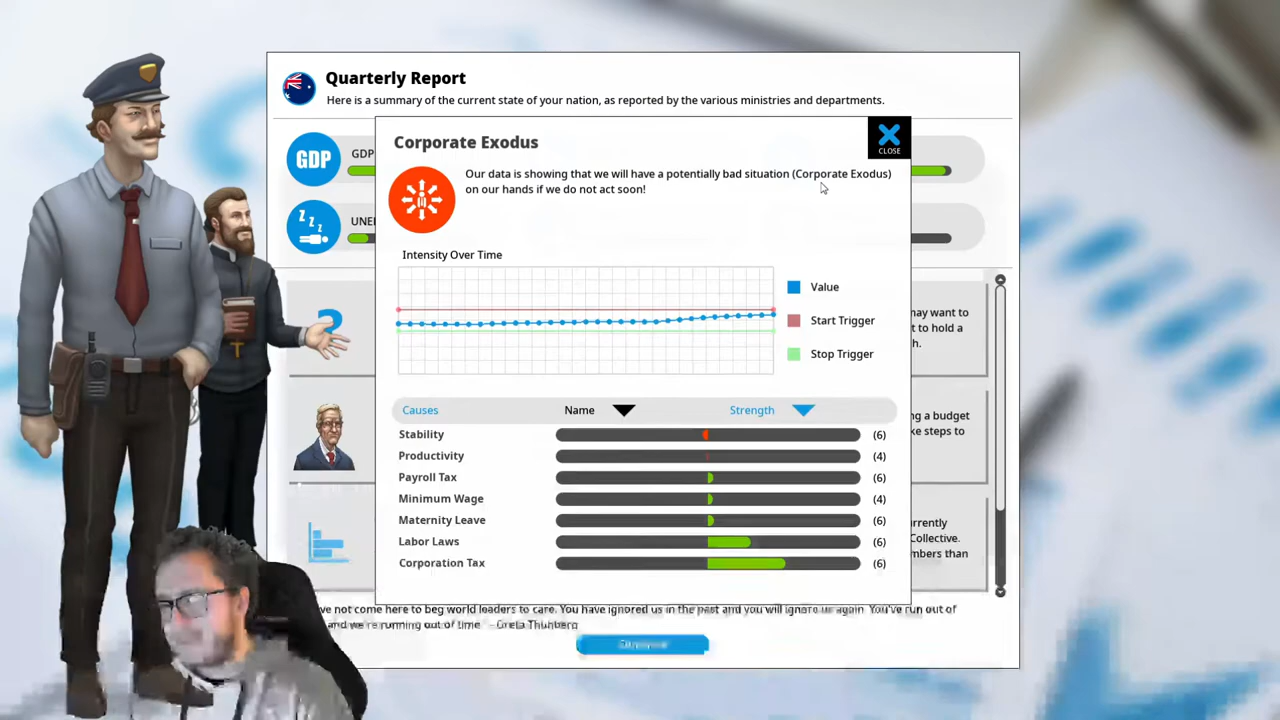 Quarterly Report
Here is a summary of the current state of your nation, as reported by the various ministries and departments.
GDP
GDP
Corporate Exodus
CLOSE
Our data is showing that we will have a potentially bad situation (Corporate Exodus)
on our hands if we do not act soon!
Z Z Z
UNE
Intensity Over Time
Value
Start Trigger
Stop Trigger
may want to
t to hold a
h.
?
Causes
Name
Strength
Stability
(6)
Productivity
(4)
Payroll Tax
(6)
Minimum Wage
(4)
Maternity Leave
(6)
Labor Laws
(6)
Corporation Tax
(6)
ng a budget
ke steps to
urrently
Collective.
mbers than
ve not come here to beg world leaders to care. You have ignored us in the past and you will ignore us again. You've run out of
and we're running out of time. - Greta Thunberg